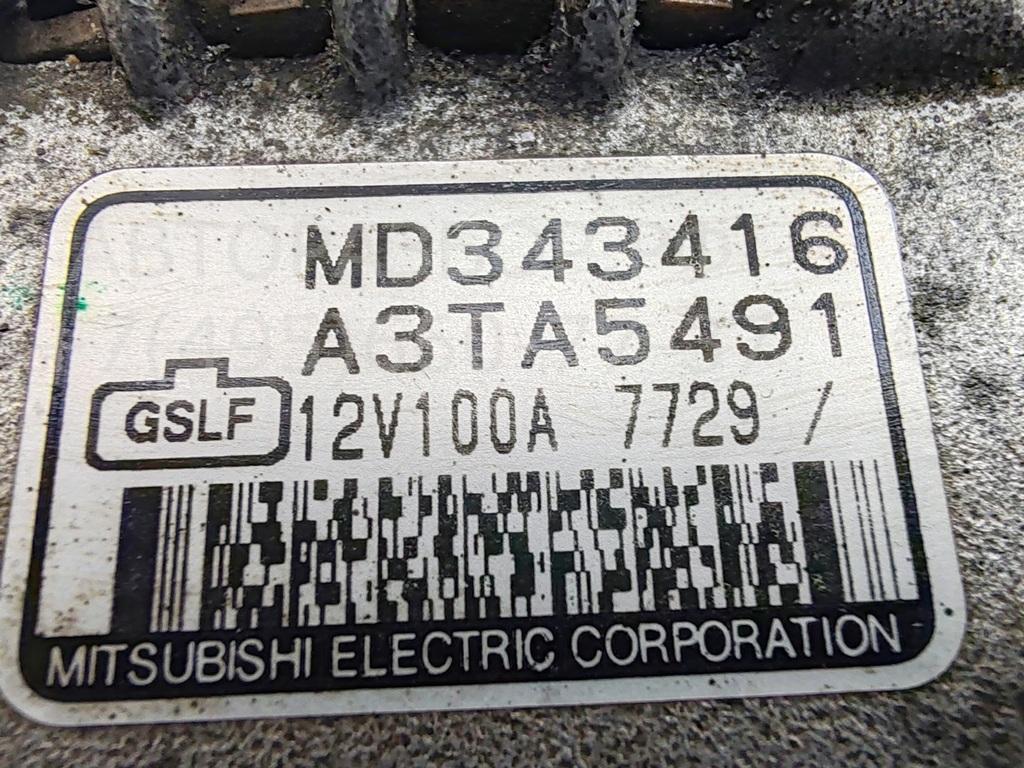 MD343416
A3TA5491
GSLF 12V100A 7729 /
MITSUBISHI ELECTRIC CORPORATION